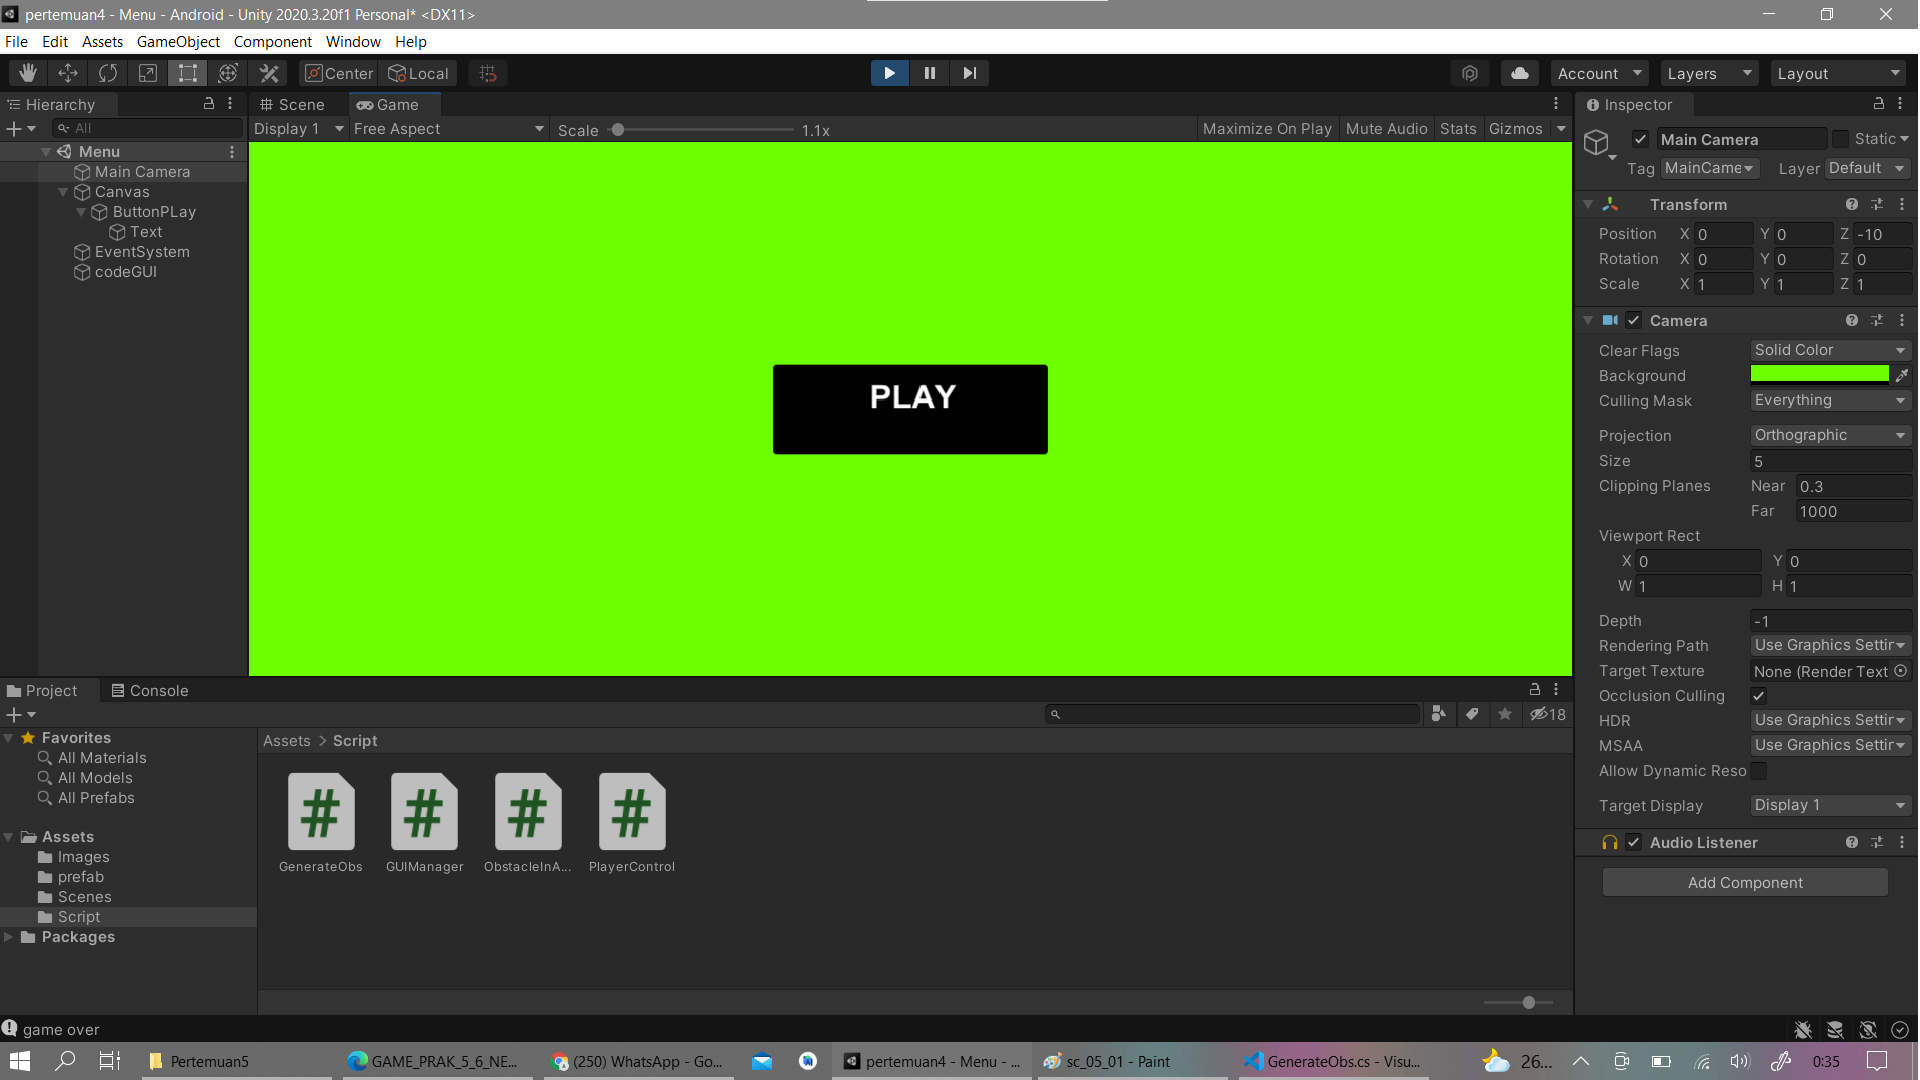 pertemuan4 - Menu - Android - Unity 2020.3.20f1 Personal* <DX11>
File Edit Assets GameObject Component Window Help
Center Local Account Layers Layout
Hierarchy
All
Menu
Main Camera
Canvas
ButtonPLay
Text
EventSystem
codeGUI
Scene Game
Display 1 Free Aspect Scale 1.1x Maximize On Play Mute Audio Stats Gizmos
PLAY
Inspector
Main Camera Static
Tag MainCame Layer Default
Transform
Position X 0 Y 0 Z -10
Rotation X 0 Y 0 Z 0
Scale X 1 Y 1 Z 1
Camera
Clear Flags Solid Color
Background
Culling Mask Everything
Projection Orthographic
Size 5
Clipping Planes Near 0.3
Far 1000
Viewport Rect
X 0 Y 0
W 1 H 1
Depth -1
Rendering Path Use Graphics Settir
Target Texture None (Render Text
Occlusion Culling
HDR Use Graphics Settir
MSAA Use Graphics Settir
Allow Dynamic Reso
Target Display Display 1
Audio Listener
Add Component
Project Console
18
Favorites
All Materials
All Models
All Prefabs
Assets
Images
prefab
Scenes
Script
Packages
Assets > Script
GenerateObs GUIManager ObstacleInA... PlayerControl
game over
Pertemuan5 GAME_PRAK_5_6_NE... (250) WhatsApp - Go... pertemuan4 - Menu - ... sc_05_01 - Paint GenerateObs.cs - Visu... 26... 0:35